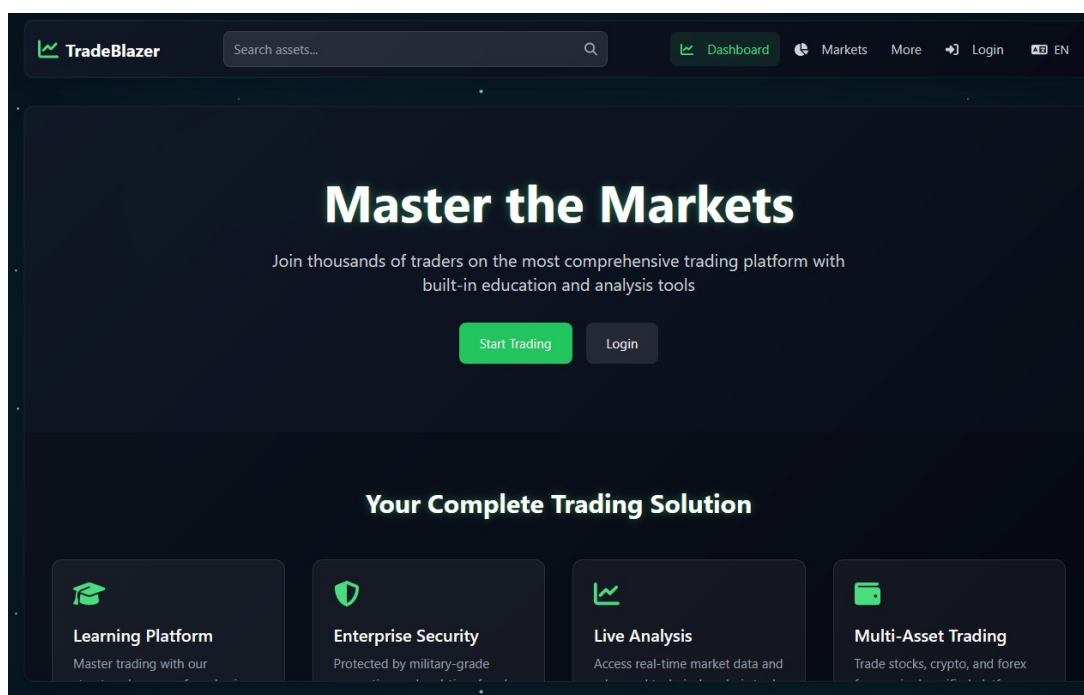 TradeBlazer
Search assets...
Dashboard
Markets
More
Login
EN
Master the Markets
Join thousands of traders on the most comprehensive trading platform with
built-in education and analysis tools
Start Trading
Login
Your Complete Trading Solution
Learning Platform
Master trading with our
Enterprise Security
Protected by military-grade
Live Analysis
Access real-time market data and
Multi-Asset Trading
Trade stocks, crypto, and forex